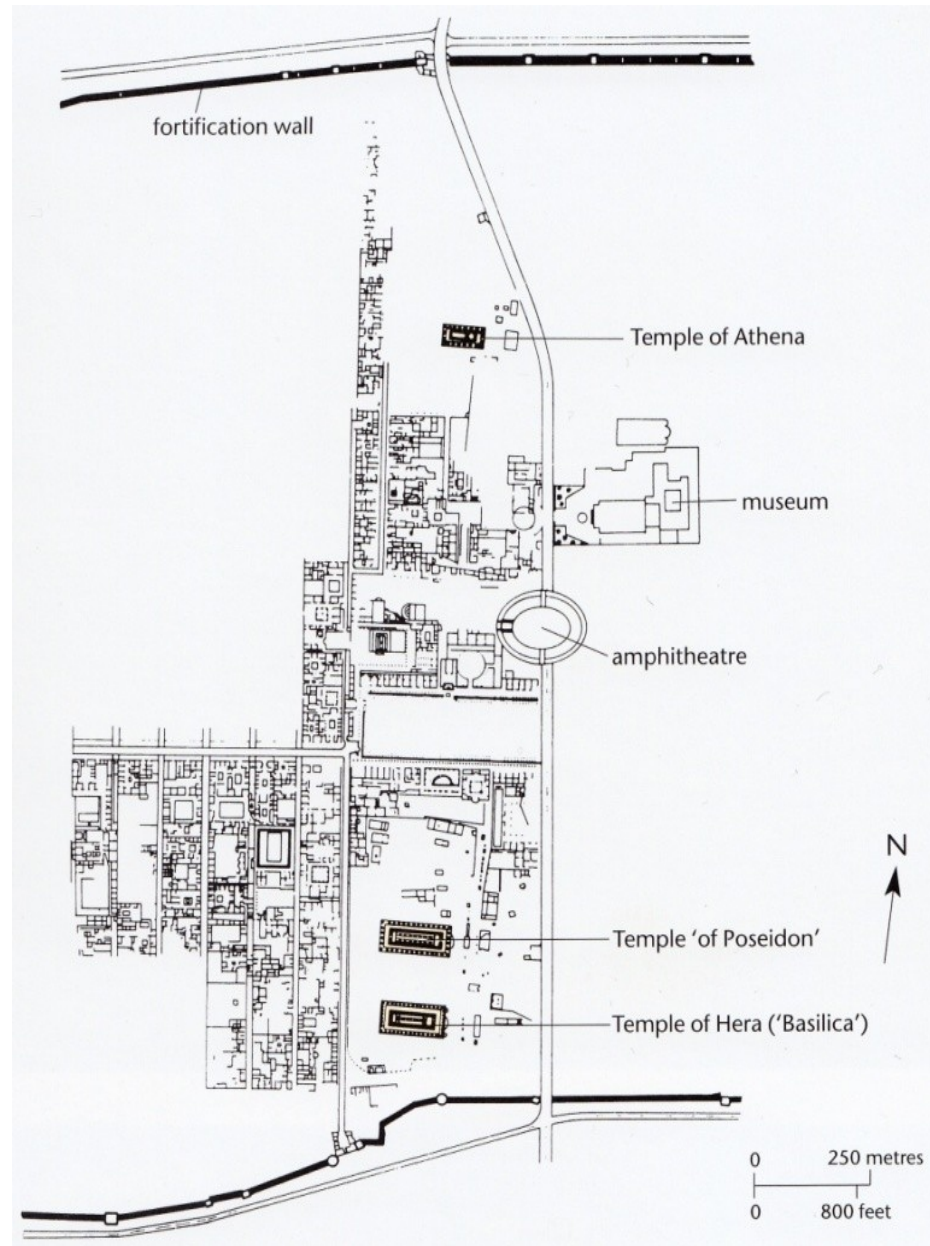 fortification wall
Temple of Athena
museum
amphitheatre
N
Temple ‘of Poseidon’
Temple of Hera (‘Basilica’)
0 250 metres
0 800 feet